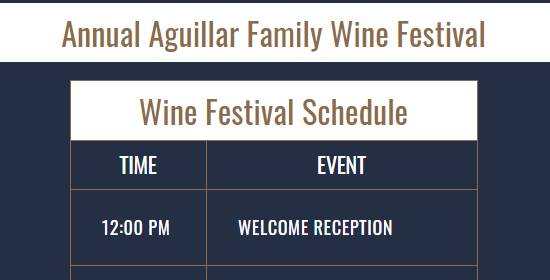 Annual Aguillar Family Wine Festival
Wine Festival Schedule
TIME EVENT
12:00 PM WELCOME RECEPTION